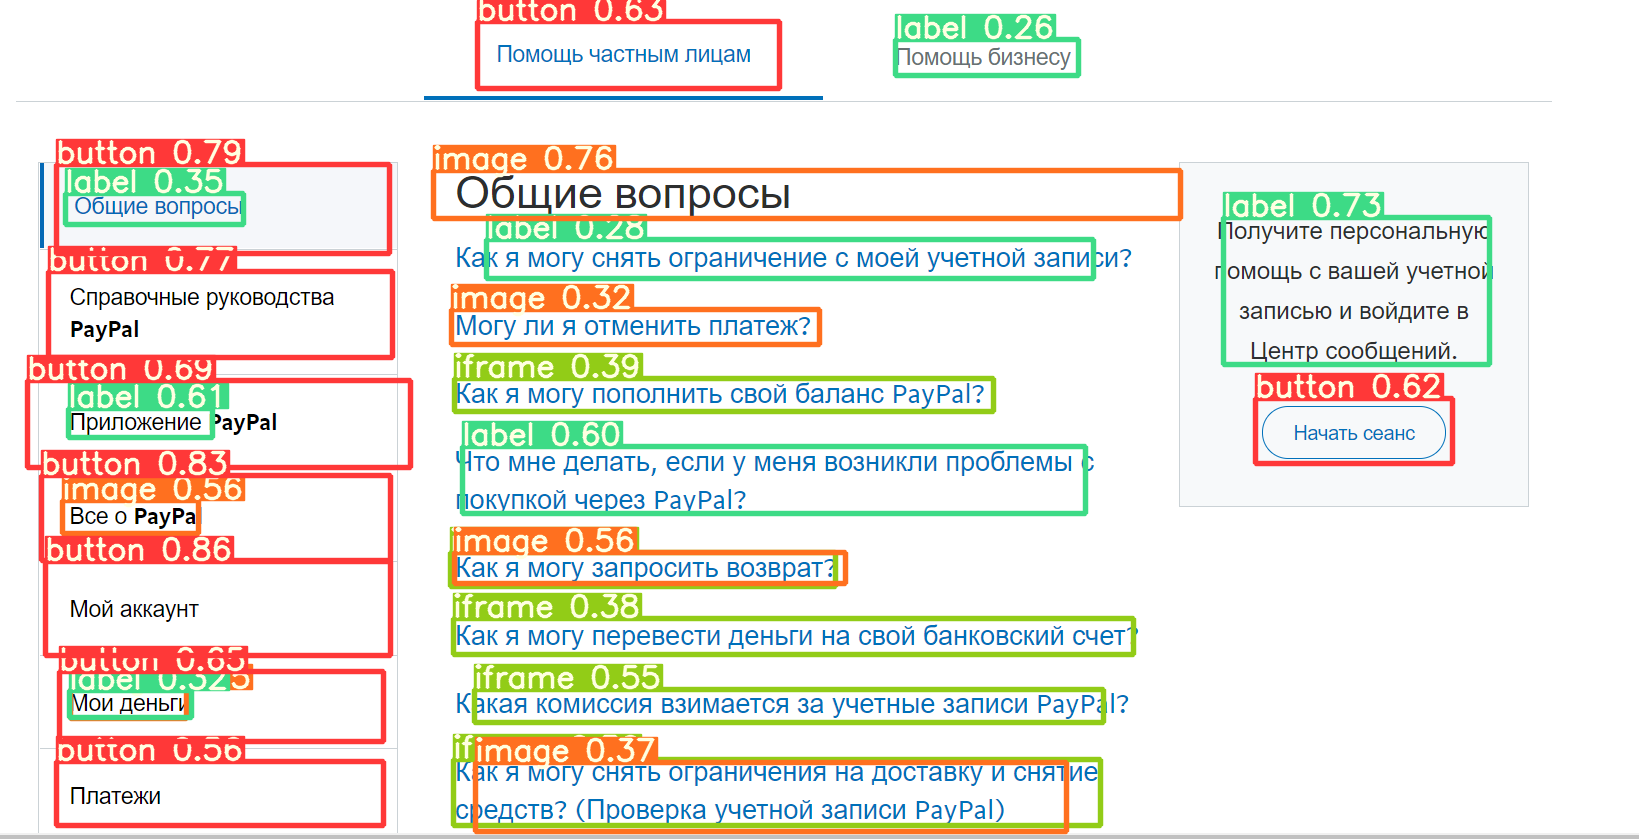 button 0.63
Помощь частным лицам
label 0.26
Помощь бизнесу
button 0.79
label 0.35
Общие вопросы
button 0.77
Справочные руководства
PayPal
button 0.69
label 0.61
Приложение PayPal
button 0.83
image 0.56
Все о PayPa
button 0.86
Мой аккаунт
button 0.65
label 0.325
Мои деньги
button 0.56
Платежи
image 0.76
Общие вопросы
label 0.28
Как я могу снять ограничение с моей учетной записи?
image 0.32
Могу ли я отменить платеж?
iframe 0.39
Как я могу пополнить свой баланс PayPal?
label 0.60
Что мне делать, если у меня возникли проблемы с
покупкой через PayPal?
image 0.56
Как я могу запросить возврат?
iframe 0.38
Как я могу перевести деньги на свой банковский счет?
iframe 0.55
Какая комиссия взимается за учетные записи PayPal?
if image 0.37
Как я могу снять ограничения на доставку и снятие
средств? (Проверка учетной записи PayPal)
label 0.73
Получите персональную
помощь с вашей учетной
записью и войдите в
Центр сообщений.
button 0.62
Начать сеанс